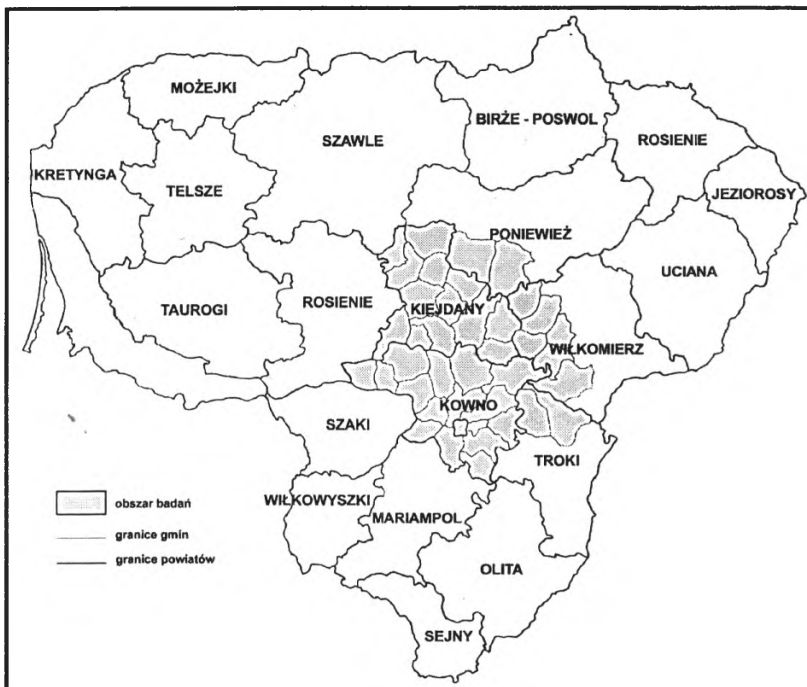 MOŻEJKI
BIRŻE - POSWOL
SZAWLE
ROSIENIE
KRETYNGA
TELSZE
JEZIOROSY
PONIEWIEŻ
UCIANA
TAUROGI
ROSIENIE
KIEJDANY
WIŁKOMIERZ
KOWNO
SZAKI
TROKI
WIŁKOWYSZKI
MARIAMPOL
OLITA
SEJNY
obszar badań
granice gmin
granice powiatów